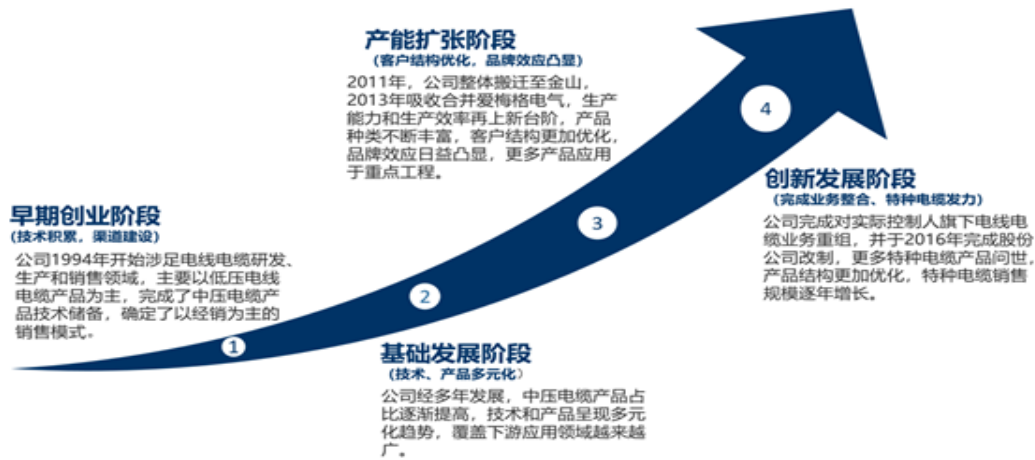 早期创业阶段
(技术积累,渠道建设)
公司1994年开始涉足电线电缆研发、
生产和销售领域,主要以低压电线
电缆产品为主,完成了中压电缆产
品技术储备,确定了以经销为主的
销售模式。
1
2
基础发展阶段
(技术、产品多元化)
公司经多年发展,中压电缆产品占
比逐渐提高,技术和产品呈现多元
化趋势,覆盖下游应用领域越来越
广。
产能扩张阶段
(客户结构优化,品牌效应凸显)
2011年,公司整体搬迁至金山,
2013年吸收合并爱梅格电气,生产
能力和生产效率再上新台阶,产品
种类不断丰富,客户结构更加优化,
品牌效应日益凸显,更多产品应用
于重点工程。
3
4
创新发展阶段
(完成业务整合、特种电缆发力)
公司完成对实际控制人旗下电线电
缆业务重组,并于2016年完成股份
公司改制,更多特种电缆产品问世,
产品结构更加优化,特种电缆销售
规模逐年增长。